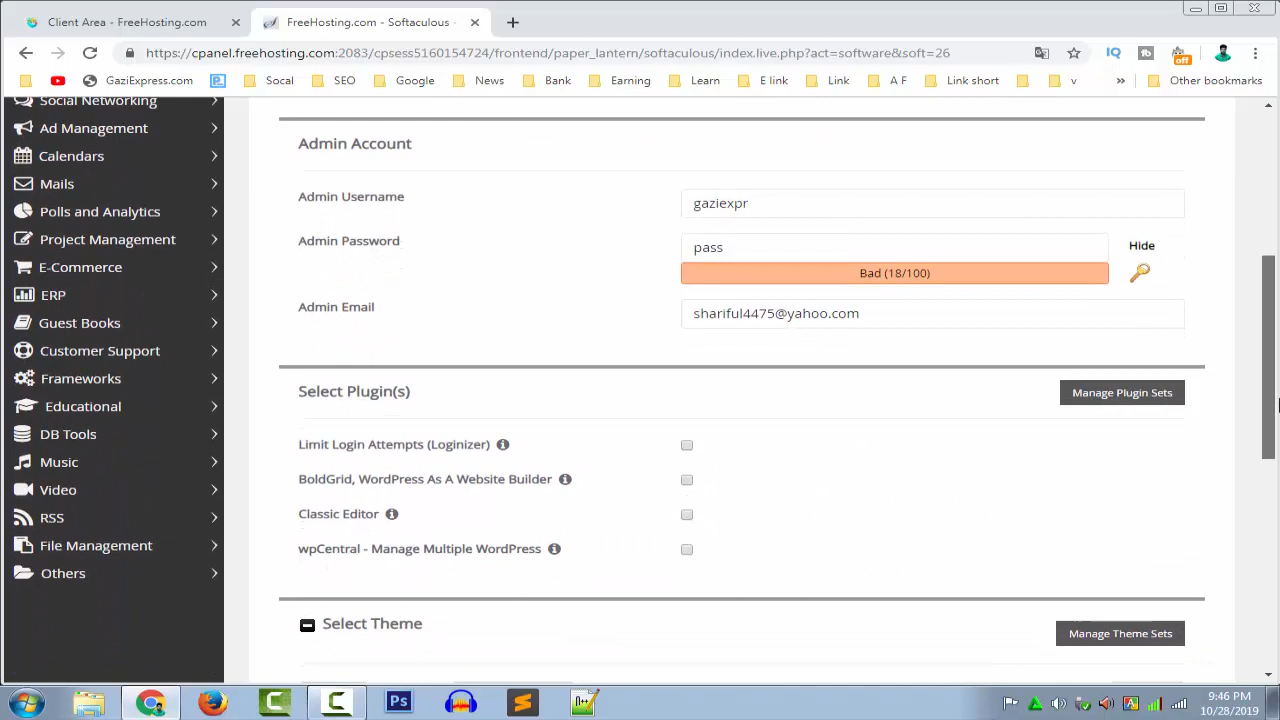 Client Area - FreeHosting.com
FreeHosting.com - Softaculous -
https://cpanel.freehosting.com:2083/cpsess5160154724/frontend/paper_lantern/softaculous/index.live.php?act=software&soft=26
IQ
tb
off
GaziExpress.com
P
Socal
SEO
Google
News
Bank
Earning
Learn
link
Link
A F
Link short
v
»
Other bookmarks
Social Networking
Ad Management
Calendars
Mails
Polls and Analytics
Project Management
E-Commerce
ERP
Guest Books
Customer Support
Frameworks
Educational
DB Tools
Music
Video
RSS
File Management
Others
Admin Account
Admin Username
gaziexpr
Admin Password
pass
Hide
Bad (18/100)
Admin Email
shariful4475@yahoo.com
Select Plugin(s)
Manage Plugin Sets
Limit Login Attempts (Loginizer)
BoldGrid, WordPress As A Website Builder
Classic Editor
wpCentral - Manage Multiple WordPress
Select Theme
Manage Theme Sets
Ps
9:46 PM
10/28/2019